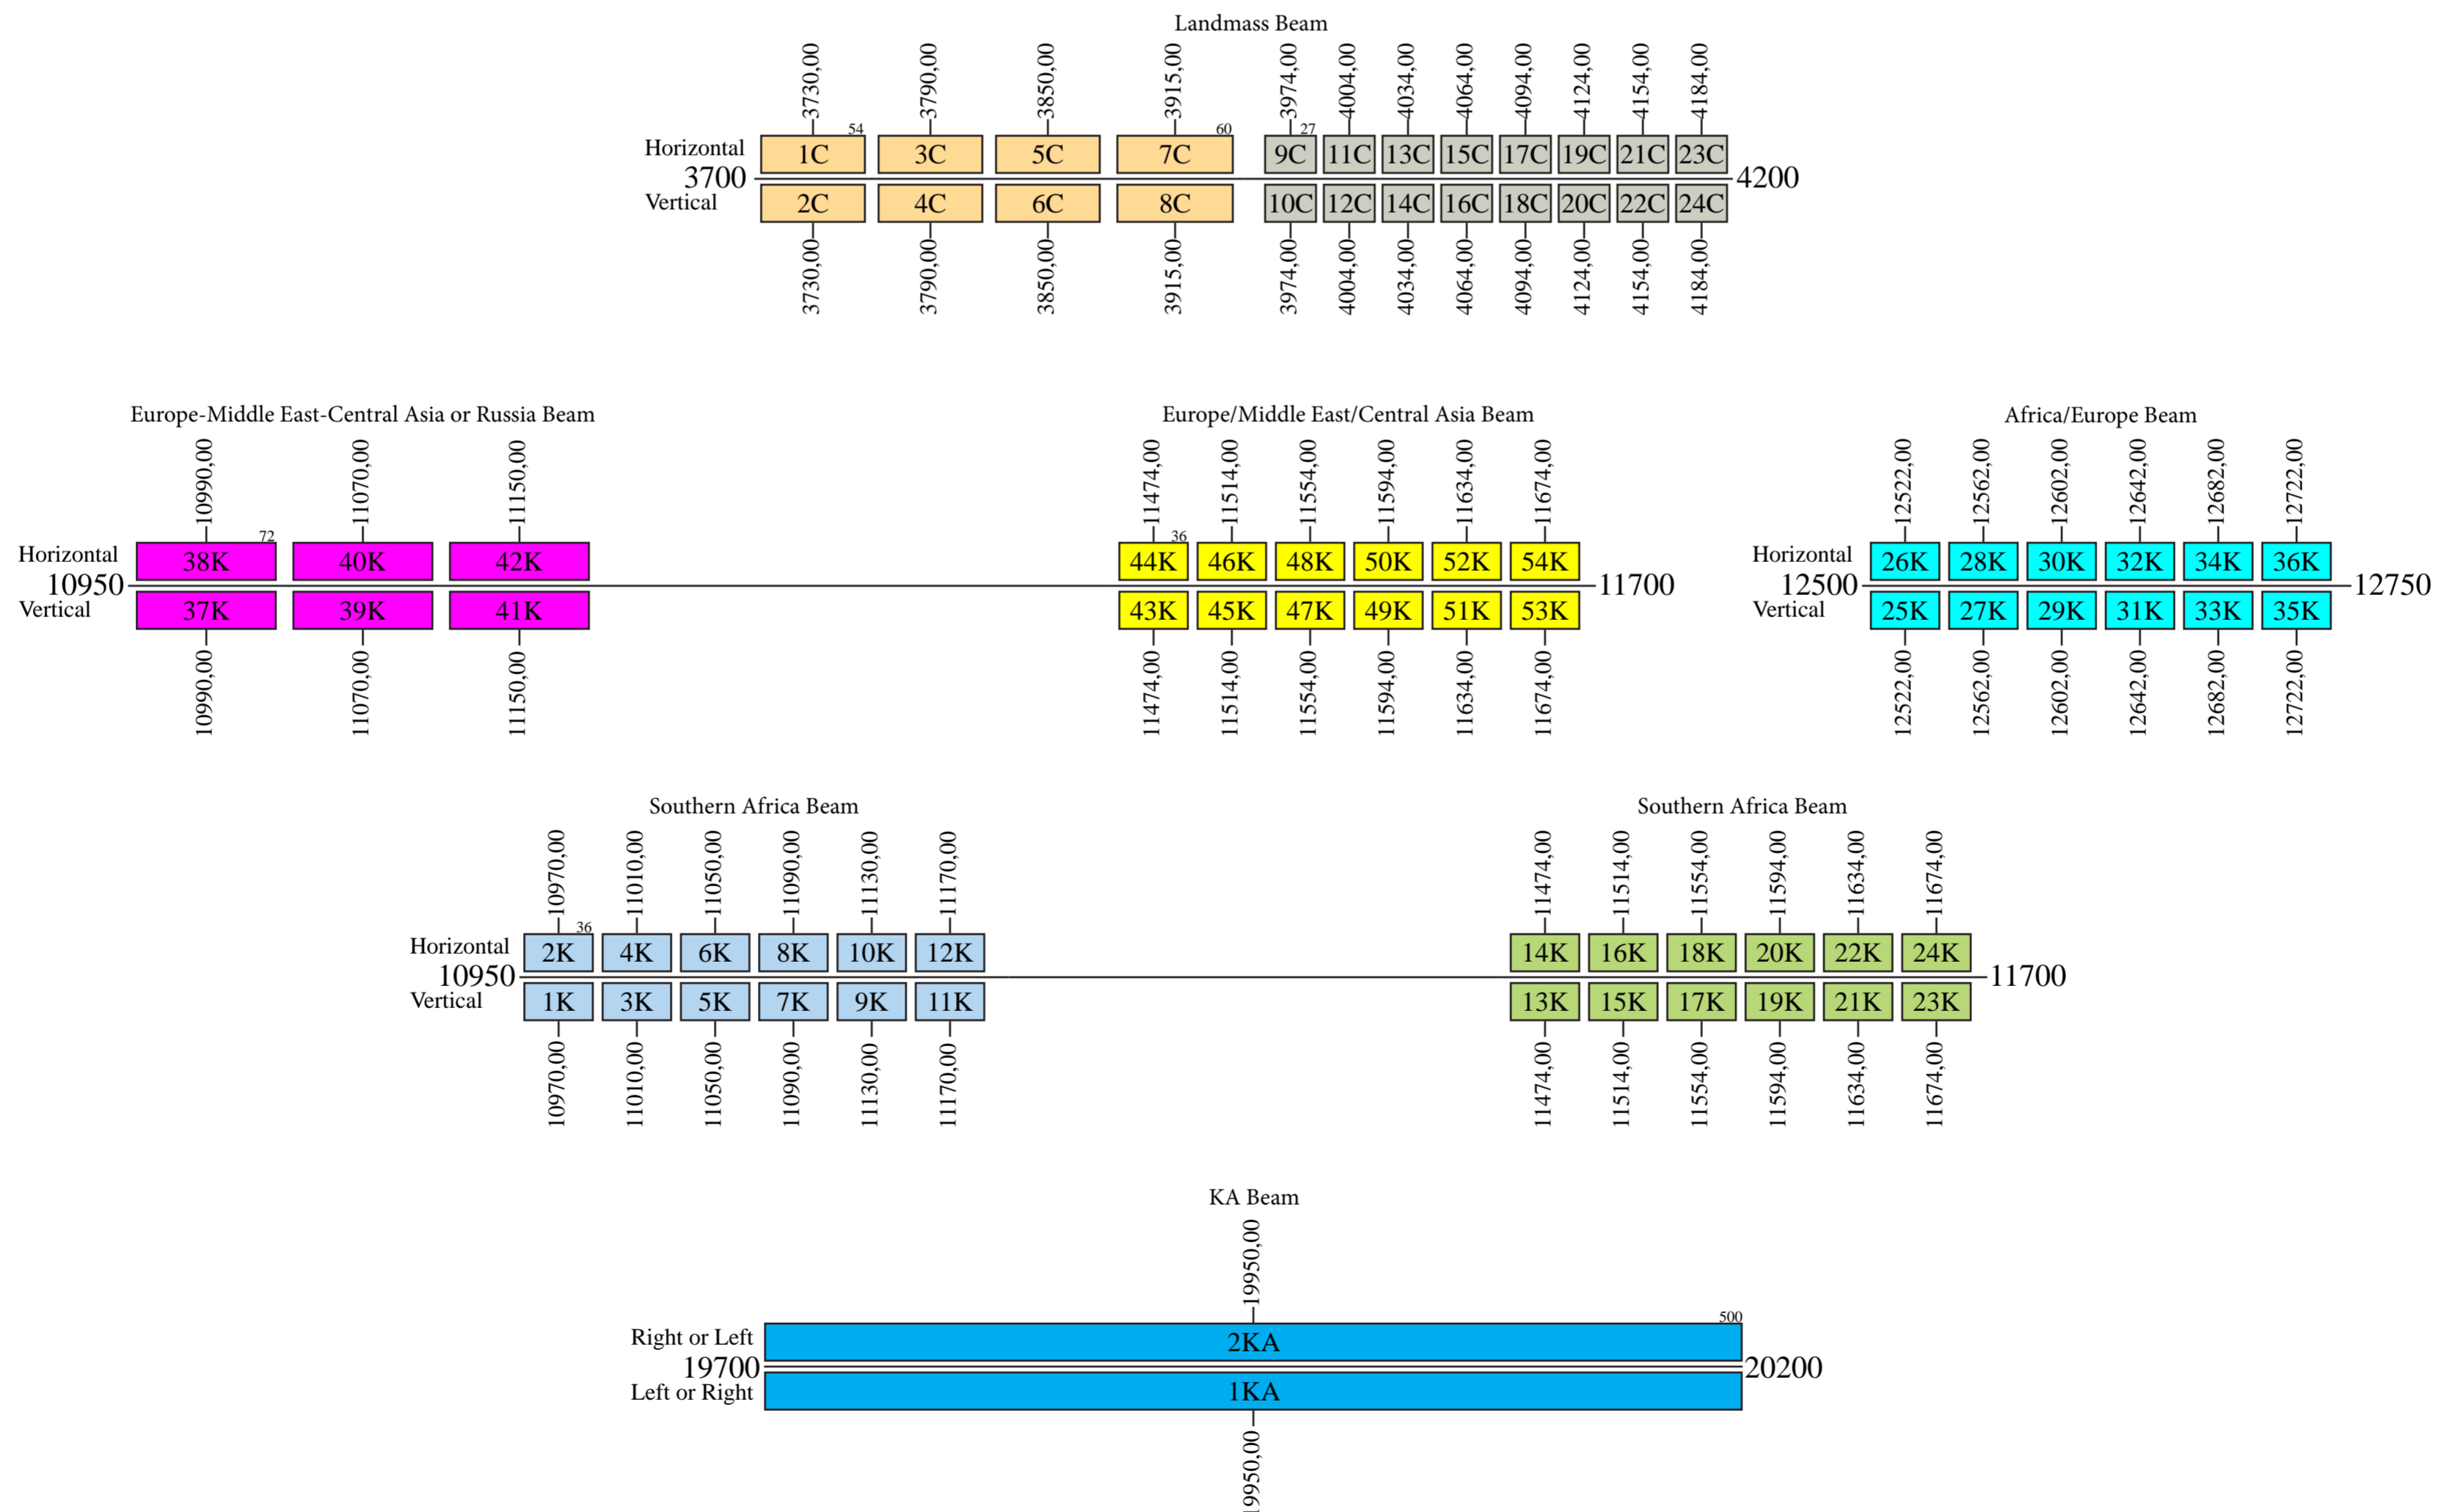 Landmass Beam
3730,00 3790,00 3850,00 3915,00 3974,00 4004,00 4034,00 4064,00 4094,00 4124,00 4154,00 4184,00
54 60 27
Horizontal 1C 3C 5C 7C 9C 11C 13C 15C 17C 19C 21C 23C
3700 4200
Vertical 2C 4C 6C 8C 10C 12C 14C 16C 18C 20C 22C 24C
3730,00 3790,00 3850,00 3915,00 3974,00 4004,00 4034,00 4064,00 4094,00 4124,00 4154,00 4184,00
Europe-Middle East-Central Asia or Russia Beam Europe/Middle East/Central Asia Beam Africa/Europe Beam
10990,00 11070,00 11150,00 11474,00 11514,00 11554,00 11594,00 11634,00 11674,00 12522,00 12562,00 12602,00 12642,00 12682,00 12722,00
72 36
Horizontal 38K 40K 42K 44K 46K 48K 50K 52K 54K Horizontal 26K 28K 30K 32K 34K 36K
10950 11700 12500 12750
Vertical 37K 39K 41K 43K 45K 47K 49K 51K 53K Vertical 25K 27K 29K 31K 33K 35K
10990,00 11070,00 11150,00 11474,00 11514,00 11554,00 11594,00 11634,00 11674,00 12522,00 12562,00 12602,00 12642,00 12682,00 12722,00
Southern Africa Beam Southern Africa Beam
10970,00 11010,00 11050,00 11090,00 11130,00 11170,00 11474,00 11514,00 11554,00 11594,00 11634,00 11674,00
36
Horizontal 2K 4K 6K 8K 10K 12K 14K 16K 18K 20K 22K 24K
10950 11700
Vertical 1K 3K 5K 7K 9K 11K 13K 15K 17K 19K 21K 23K
10970,00 11010,00 11050,00 11090,00 11130,00 11170,00 11474,00 11514,00 11554,00 11594,00 11634,00 11674,00
KA Beam
19950,00
500
Right or Left 2KA
19700 20200
Left or Right 1KA
19950,00